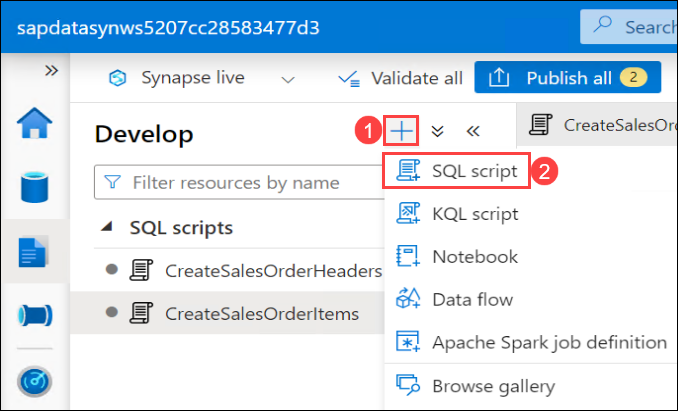 sapdatasynws5207cc28583477d3
Search
»
Synapse live
Validate all
Publish all 2
Develop
1
2
Filter resources by name
SQL scripts
CreateSalesOrderHeaders
CreateSalesOrderItems
SQL script
KQL script
Notebook
Data flow
Apache Spark job definition
Browse gallery